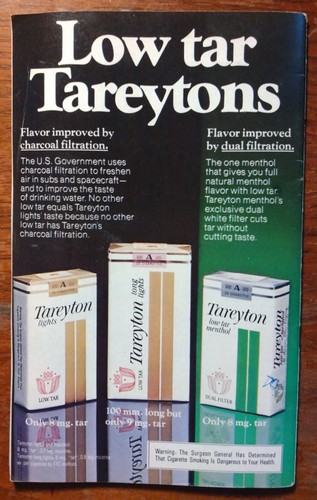 Low tar
Tareytons
Flavor improved by
charcoal filtration.
The U.S. Government uses
charcoal filtration to freshen
air in subs and spacecraft—
and to improve the taste
of drinking water. No other
low tar equals Tareyton
lights' taste because no other
low tar has Tareyton's
charcoal filtration.
Flavor improved
by dual filtration.
The one menthol
that gives you full
natural menthol
flavor with low tar.
Tareyton menthol's
exclusive dual
white filter cuts
tar without
cutting taste.
A
Tareyton
lights
LOW TAR
A
Tareyton long
lights
LOW TAR
A
Tareyton
low tar
menthol
DUAL FILTER
TAREYTON
Only 8 mg. tar
100 mm. long but
only 9 mg. tar
Only 8 mg. tar
Warning: The Surgeon General Has Determined
That Cigarette Smoking Is Dangerous to Your Health.